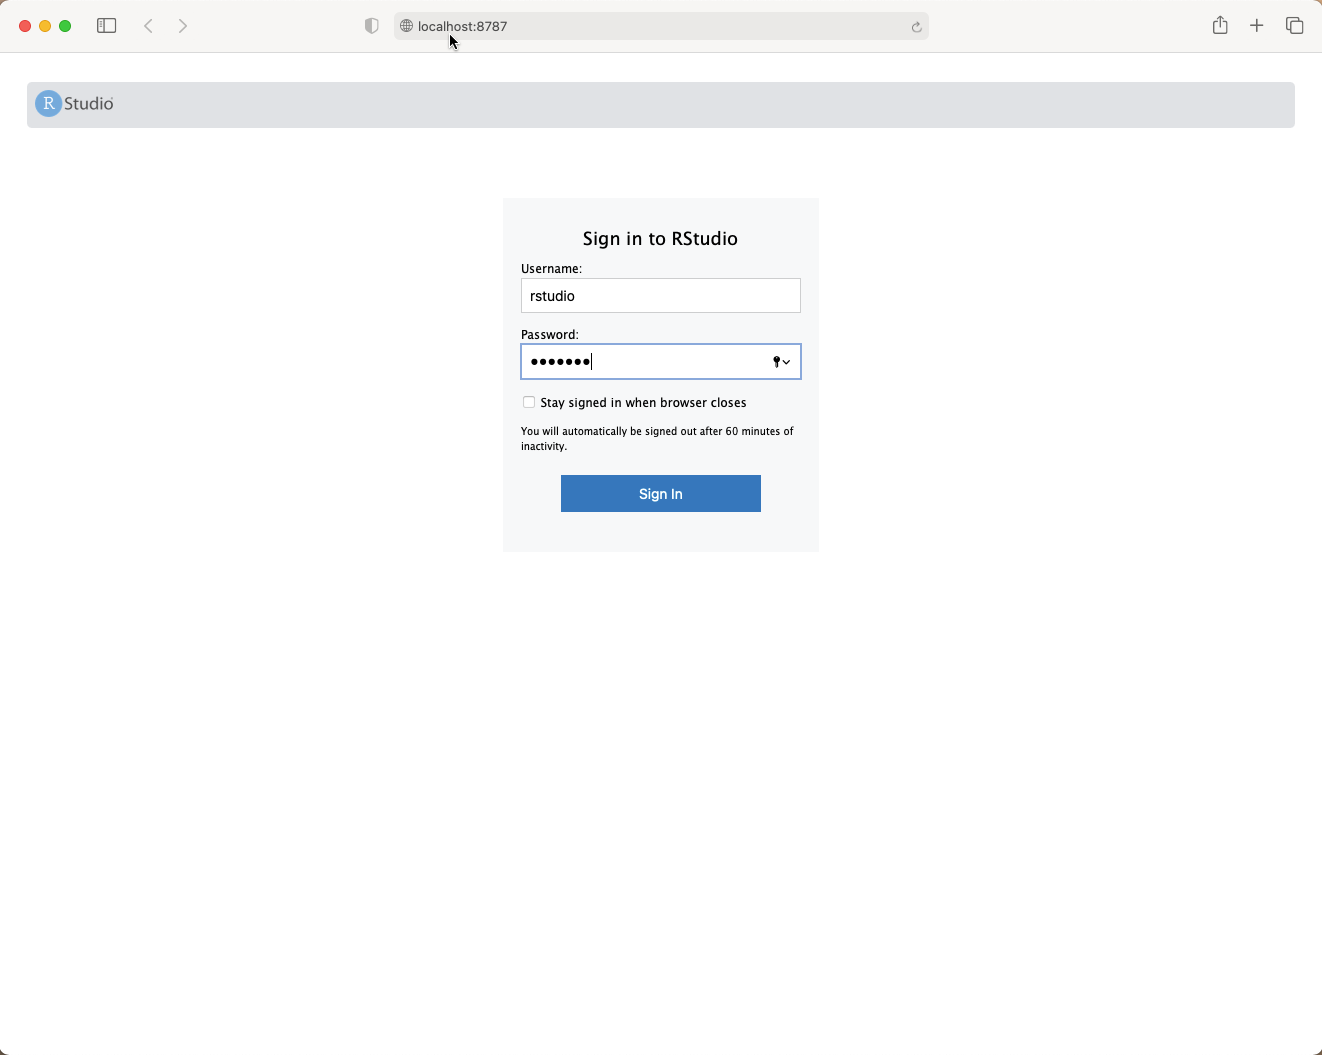 localhost:8787
R Studio
Sign in to RStudio
Username:
rstudio
Password:
•••••••
Stay signed in when browser closes
You will automatically be signed out after 60 minutes of
inactivity.
Sign In